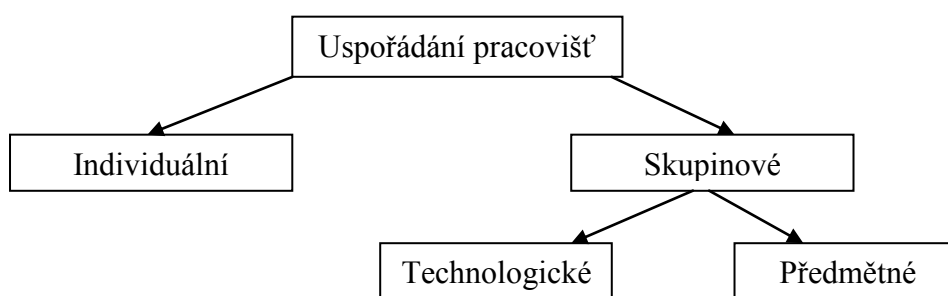 Uspořádání pracovišť
Individuální
Skupinové
Technologické
Předmětné